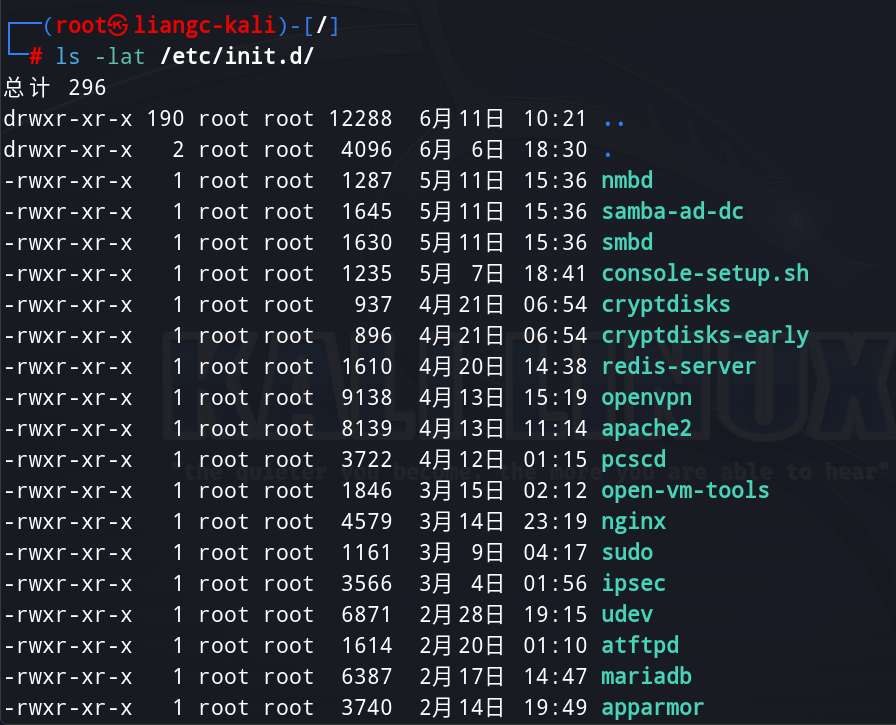 ┌──(root㉿liangc-kali)-[/]
└─# ls -lat /etc/init.d/
总计 296
drwxr-xr-x 190 root root 12288  6月 11日 10:21 ..
drwxr-xr-x   2 root root  4096  6月  6日 18:30 .
-rwxr-xr-x   1 root root  1287  5月 11日 15:36 nmbd
-rwxr-xr-x   1 root root  1645  5月 11日 15:36 samba-ad-dc
-rwxr-xr-x   1 root root  1630  5月 11日 15:36 smbd
-rwxr-xr-x   1 root root  1235  5月  7日 18:41 console-setup.sh
-rwxr-xr-x   1 root root   937  4月 21日 06:54 cryptdisks
-rwxr-xr-x   1 root root   896  4月 21日 06:54 cryptdisks-early
-rwxr-xr-x   1 root root  1610  4月 20日 14:38 redis-server
-rwxr-xr-x   1 root root  9138  4月 13日 15:19 openvpn
-rwxr-xr-x   1 root root  8139  4月 13日 11:14 apache2
-rwxr-xr-x   1 root root  3722  4月 12日 01:15 pcscd
-rwxr-xr-x   1 root root  1846  3月 15日 02:12 open-vm-tools
-rwxr-xr-x   1 root root  4579  3月 14日 23:19 nginx
-rwxr-xr-x   1 root root  1161  3月  9日 04:17 sudo
-rwxr-xr-x   1 root root  3566  3月  4日 01:56 ipsec
-rwxr-xr-x   1 root root  6871  2月 28日 19:15 udev
-rwxr-xr-x   1 root root  1614  2月 20日 01:10 atftpd
-rwxr-xr-x   1 root root  6387  2月 17日 14:47 mariadb
-rwxr-xr-x   1 root root  3740  2月 14日 19:49 apparmor
KALI LINUX
"the quieter you become, the more you are able to hear"